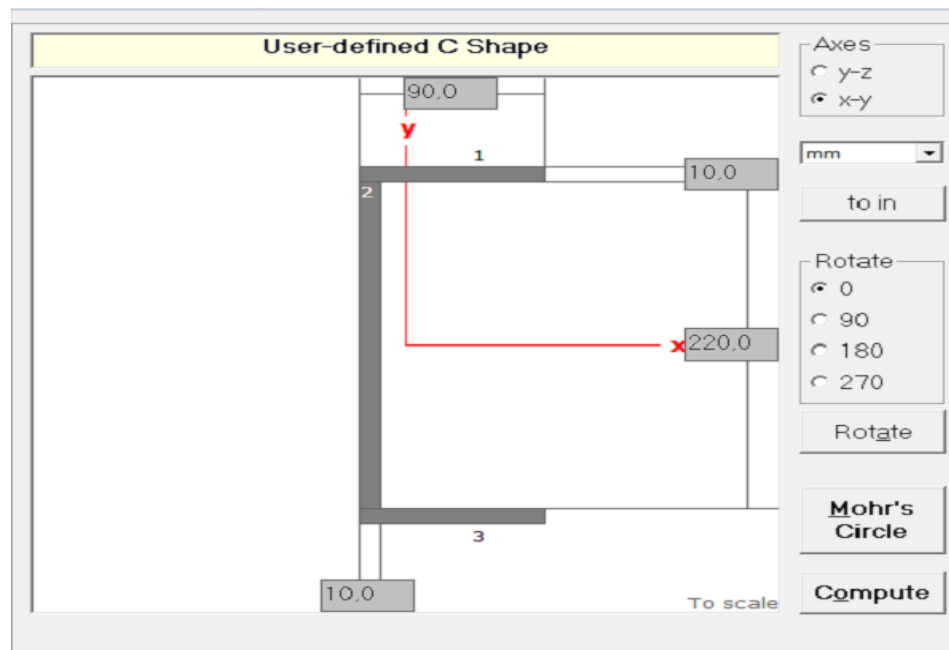 User-defined C Shape
90,0
y
1
10,0
2
x
220,0
3
10,0
To scale
Axes
y-z
x-y
mm
to in
Rotate
0
90
180
270
Rotate
Mohr's
Circle
Compute